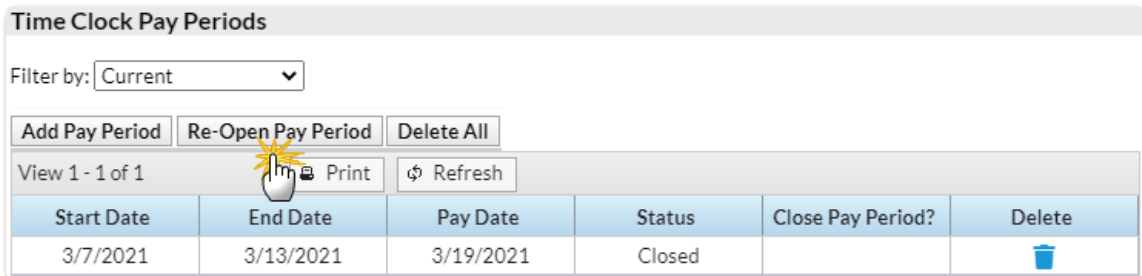 Time Clock Pay Periods
Filter by: Current
Add Pay Period Re-Open Pay Period Delete All
View 1 - 1 of 1 Print Refresh
Start Date End Date Pay Date Status Close Pay Period? Delete
3/7/2021 3/13/2021 3/19/2021 Closed